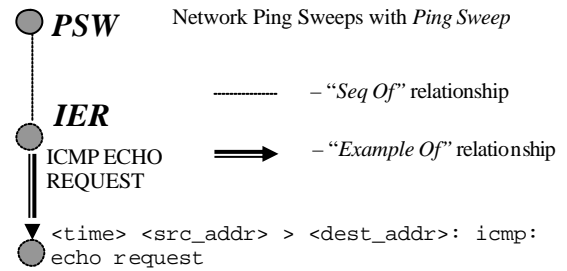 PSW
Network Ping Sweeps with Ping Sweep
– “Seq Of” relationship
IER
ICMP ECHO
REQUEST
– “Example Of” relationship
<time> <src_addr> > <dest_addr>: icmp:
echo request